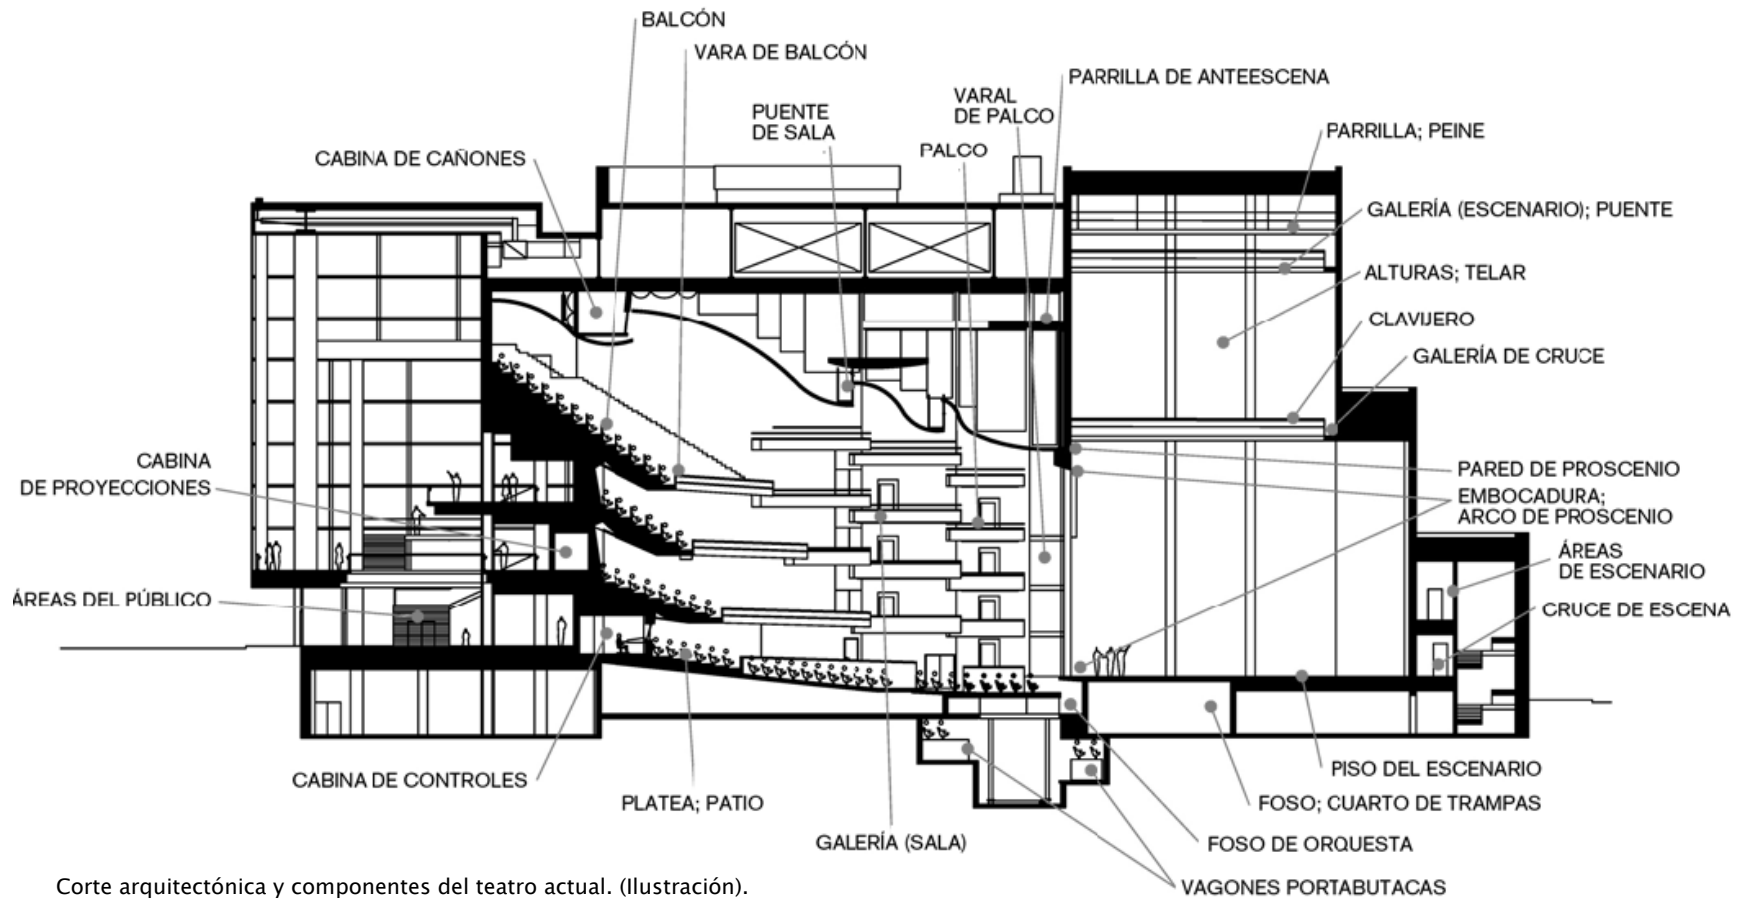 BALCÓN
VARA DE BALCÓN
PARRILLA DE ANTEESCENA
VARAL
DE PALCO
PUENTE
DE SALA
PALCO
PARRILLA; PEINE
CABINA DE CAÑONES
GALERÍA (ESCENARIO); PUENTE
ALTURAS; TELAR
CLAVIJERO
GALERÍA DE CRUCE
CABINA
DE PROYECCIONES
PARED DE PROSCENIO
EMBOCADURA;
ARCO DE PROSCENIO
ÁREAS
DE ESCENARIO
ÁREAS DEL PÚBLICO
CRUCE DE ESCENA
CABINA DE CONTROLES
PISO DEL ESCENARIO
PLATEA; PATIO
FOSO; CUARTO DE TRAMPAS
GALERÍA (SALA)
FOSO DE ORQUESTA
VAGONES PORTABUTACAS
Corte arquitectónica y componentes del teatro actual. (Ilustración).